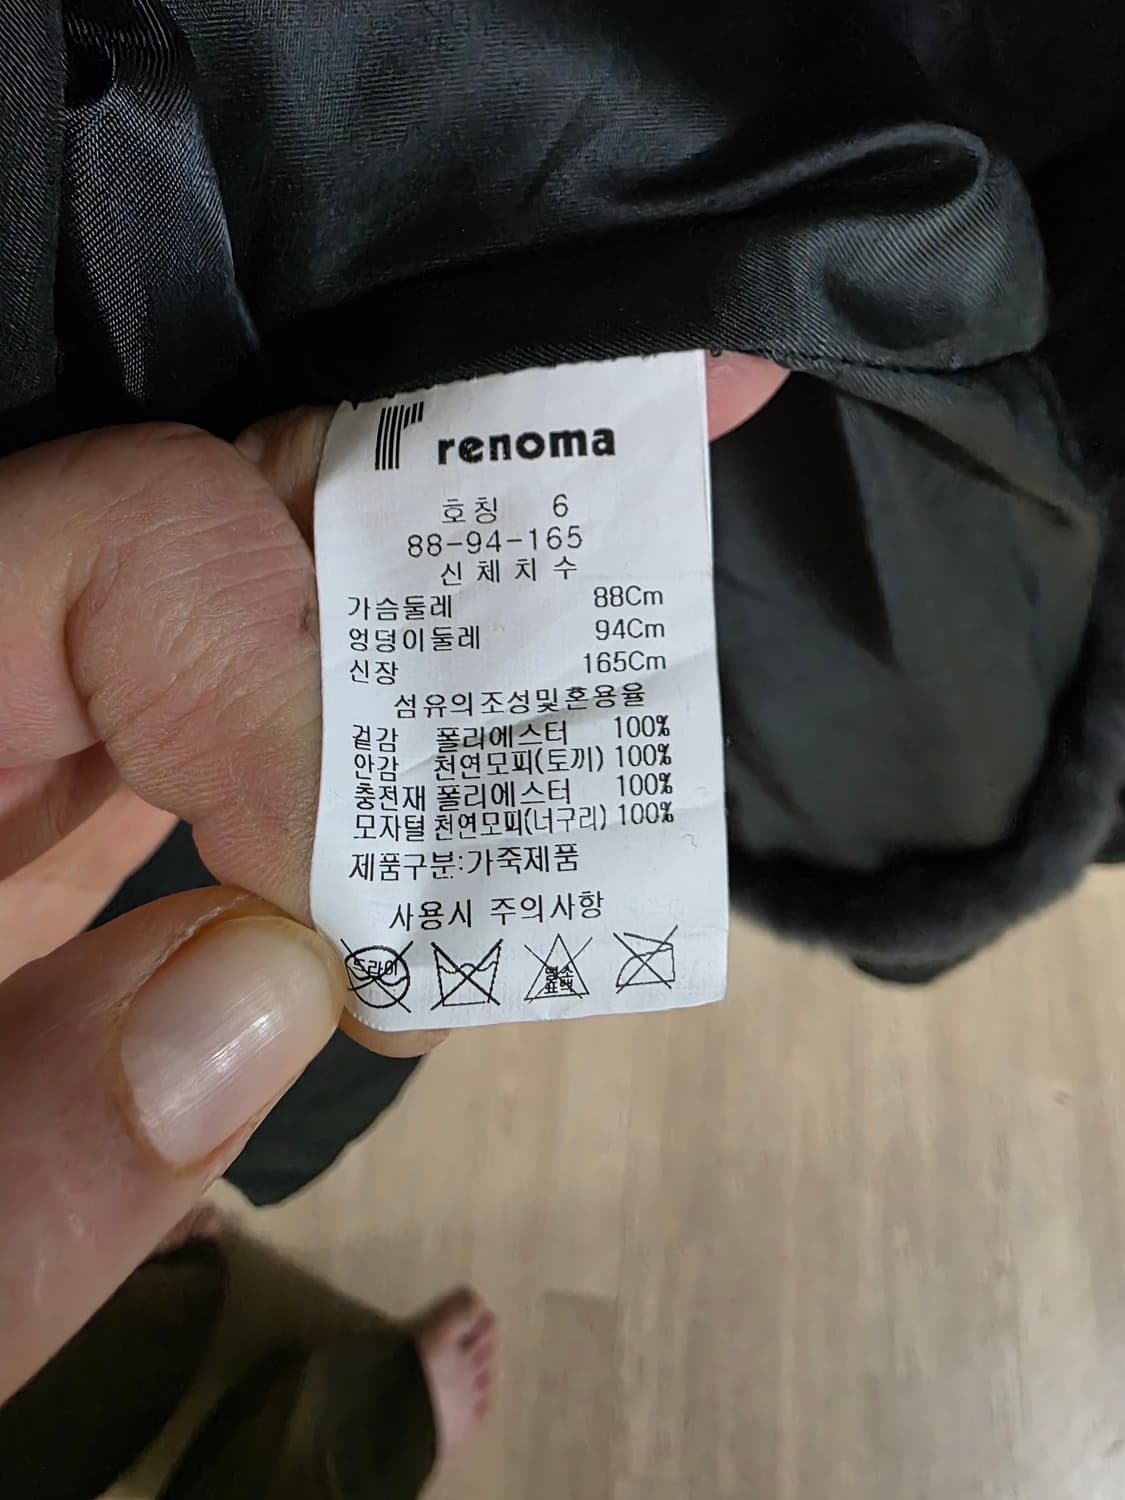 renoma
호칭 6
88-94-165
신체치수
가슴둘레 88Cm
엉덩이둘레 94Cm
신장 165Cm
섬유의조성및혼용율
겉감 폴리에스터 100%
안감 천연모피(토끼) 100%
충전재 폴리에스터 100%
모자털 천연모피(너구리) 100%
제품구분:가죽제품
사용시 주의사항
드라이
염소
표백